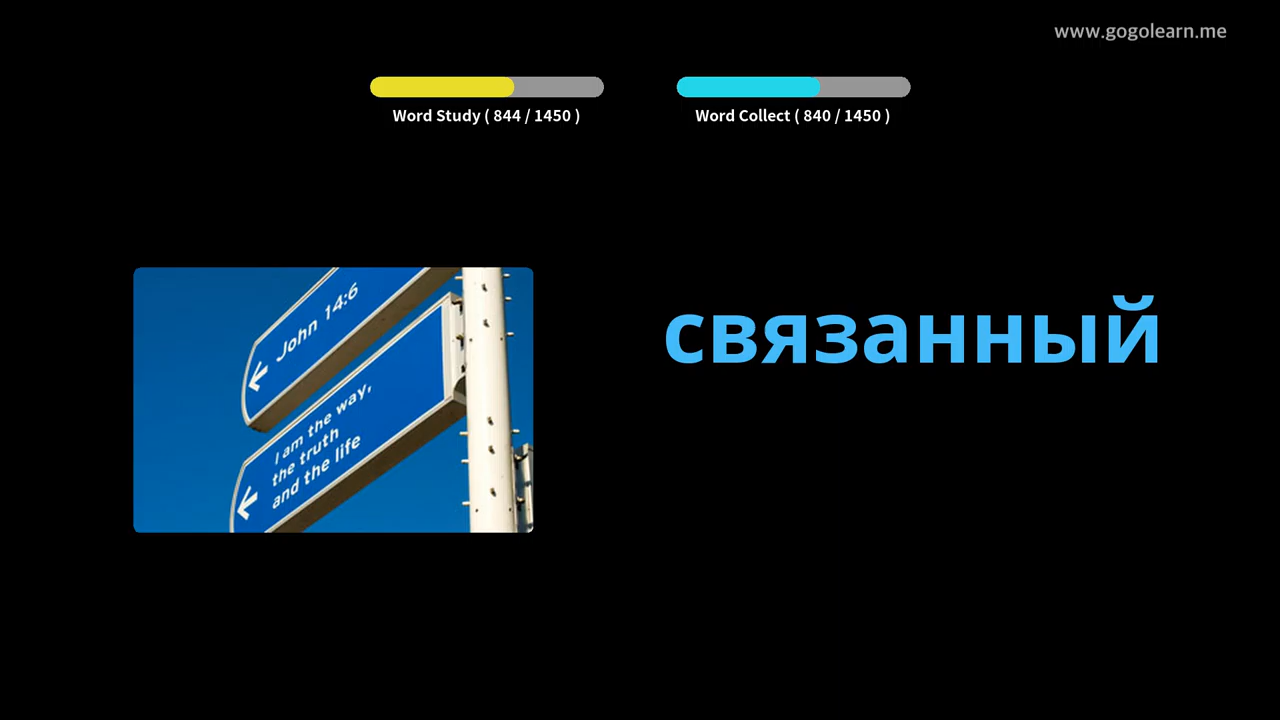 www.gogolearn.me
Word Study ( 844 / 1450 )
Word Collect ( 840 / 1450 )
John 14:6
I am the way,
the truth
and the life
связанный